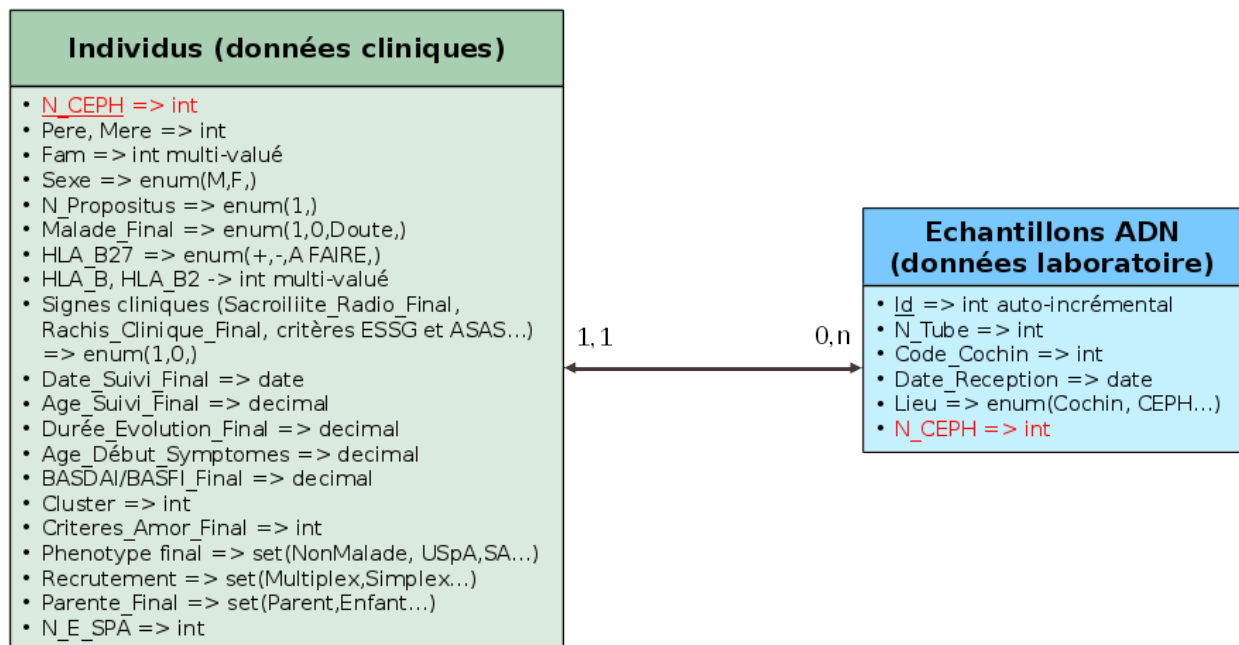 Individus (données cliniques)
• N_CEPH => int
• Pere, Mere => int
• Fam => int multi-valué
• Sexe => enum(M,F,)
• N_Propositus => enum(1,)
• Malade_Final => enum(1,0,Doute,)
• HLA_B27 => enum(+,-,A FAIRE,)
• HLA_B, HLA_B2 -> int multi-valué
• Signes cliniques (Sacroiliite_Radio_Final,
Rachis_Clinique_Final, critères ESSG et ASAS...)
=> enum(1,0,)
• Date_Suivi_Final => date
• Age_Suivi_Final => decimal
• Durée_Evolution_Final => decimal
• Age_Début_Symptomes => decimal
• BASDAI/BASFI_Final => decimal
• Cluster => int
• Criteres_Amor_Final => int
• Phenotype final => set(NonMalade, USpA,SA...)
• Recrutement => set(Multiplex,Simplex...)
• Parente_Final => set(Parent,Enfant...)
• N_E_SPA => int
1,1
0,n
Echantillons ADN
(données laboratoire)
• Id => int auto-incrémental
• N_Tube => int
• Code_Cochin => int
• Date_Reception => date
• Lieu => enum(Cochin, CEPH...)
• N_CEPH => int